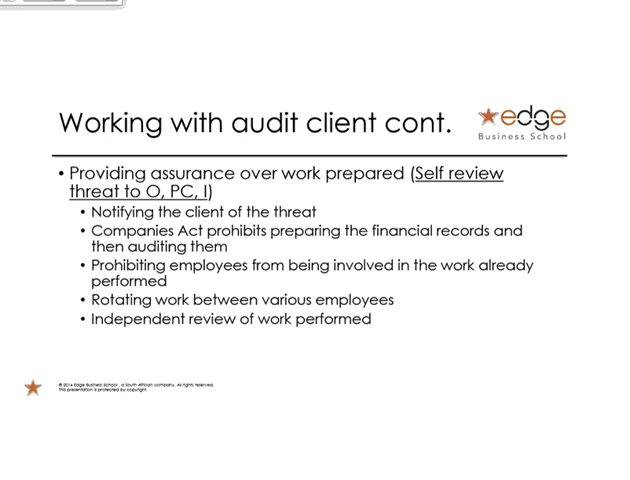 Working with audit client cont.
edge
Business School
• Providing assurance over work prepared (Self review
threat to O, PC, I)
• Notifying the client of the threat
• Companies Act prohibits preparing the financial records and
then auditing them
• Prohibiting employees from being involved in the work already
performed
• Rotating work between various employees
• Independent review of work performed
© 2016 Edge Business School, a South African company. All rights reserved.
This presentation is protected by copyright.